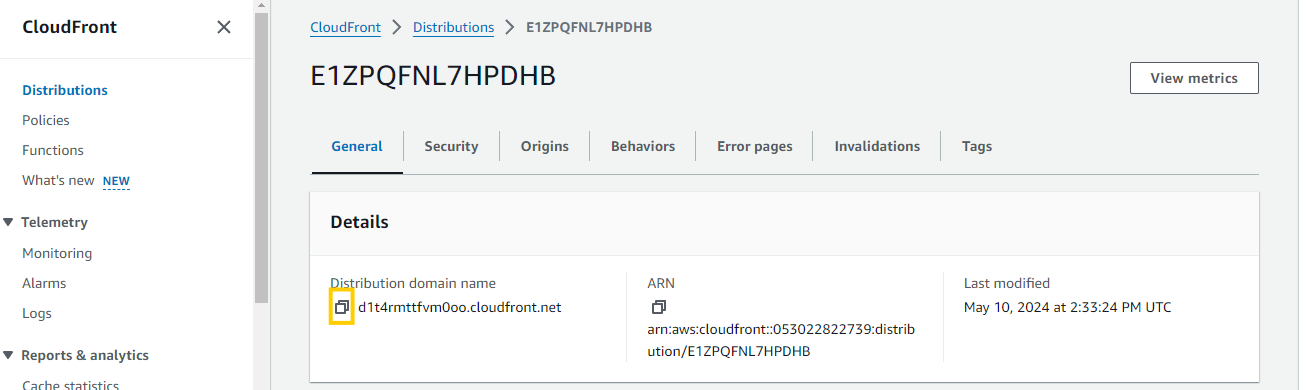 CloudFront
Distributions
Policies
Functions
What's new NEW
Telemetry
Monitoring
Alarms
Logs
Reports & analytics
Cache statistics
CloudFront Distributions E1ZPQFNL7HPDHB
E1ZPQFNL7HPDHB
View metrics
General Security Origins Behaviors Error pages Invalidations Tags
Details
Distribution domain name
d1t4rmttfvm0oo.cloudfront.net
ARN
arn:aws:cloudfront::053022822739:distrib
ution/E1ZPQFNL7HPDHB
Last modified
May 10, 2024 at 2:33:24 PM UTC